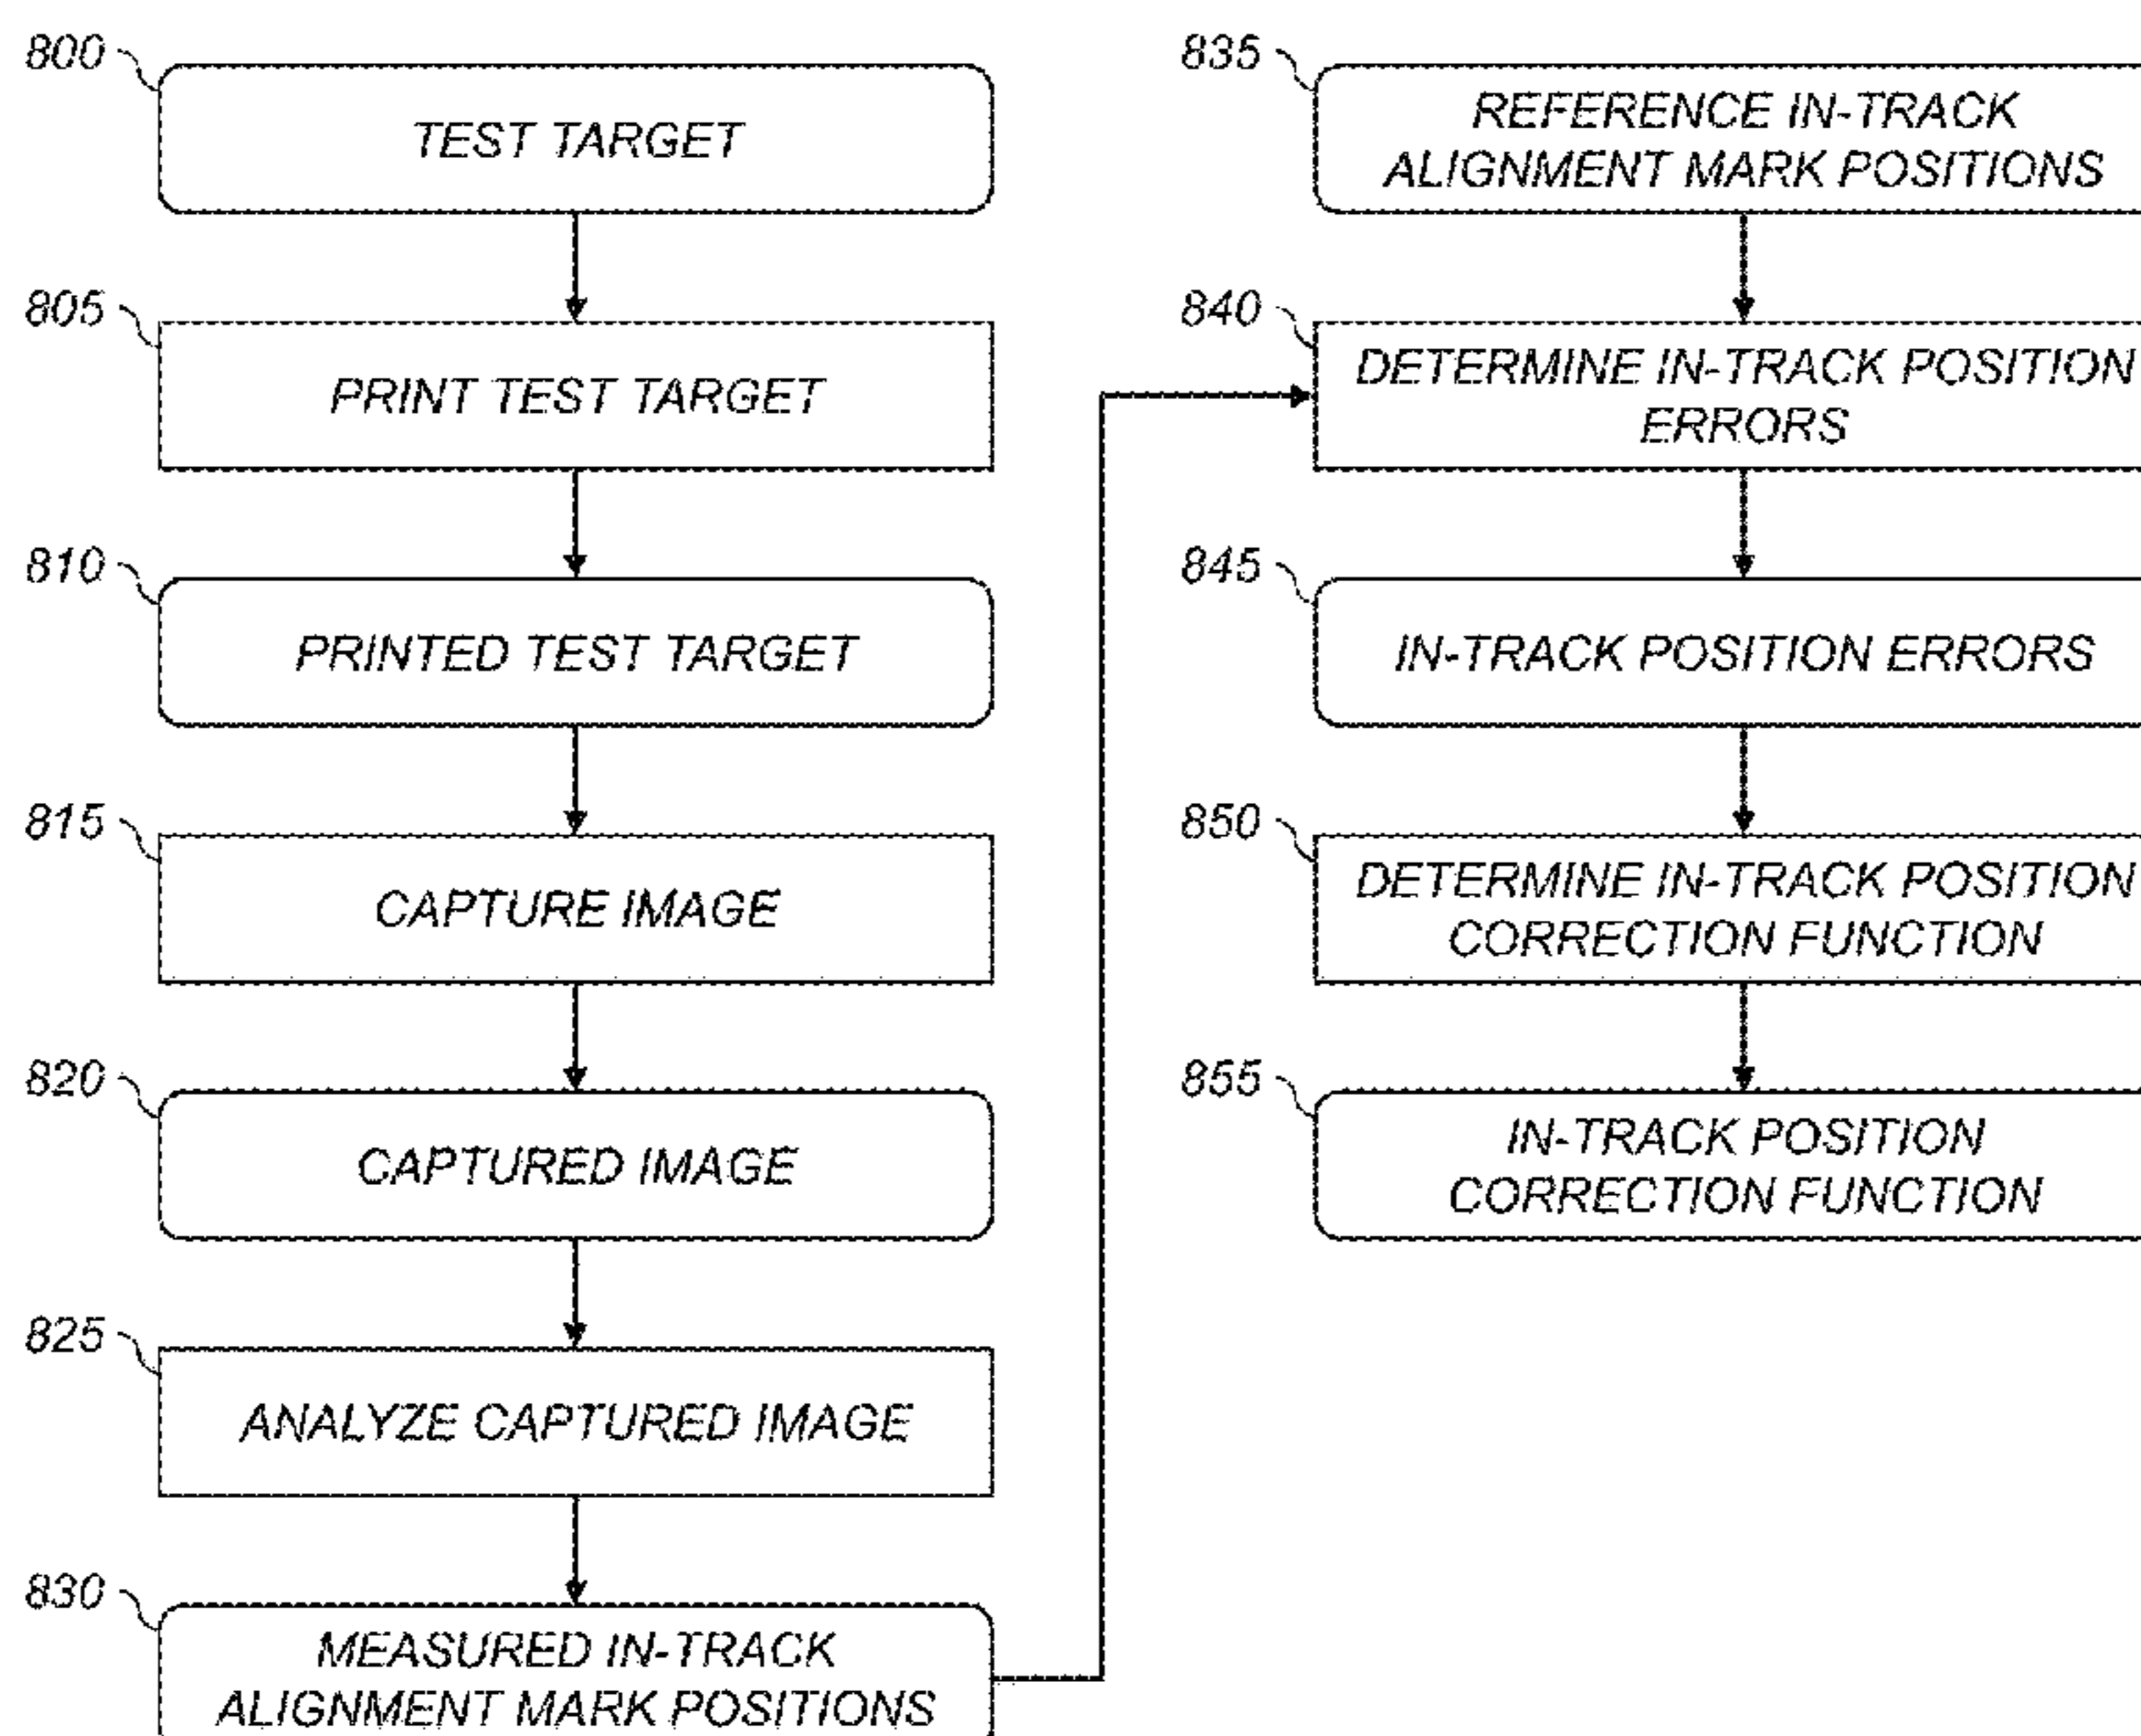 800
TEST TARGET
805
PRINT TEST TARGET
810
PRINTED TEST TARGET
815
CAPTURE IMAGE
820
CAPTURED IMAGE
825
ANALYZE CAPTURED IMAGE
830
MEASURED IN-TRACK
ALIGNMENT MARK POSITIONS
835
REFERENCE IN-TRACK
ALIGNMENT MARK POSITIONS
840
DETERMINE IN-TRACK POSITION
ERRORS
845
IN-TRACK POSITION ERRORS
850
DETERMINE IN-TRACK POSITION
CORRECTION FUNCTION
855
IN-TRACK POSITION
CORRECTION FUNCTION